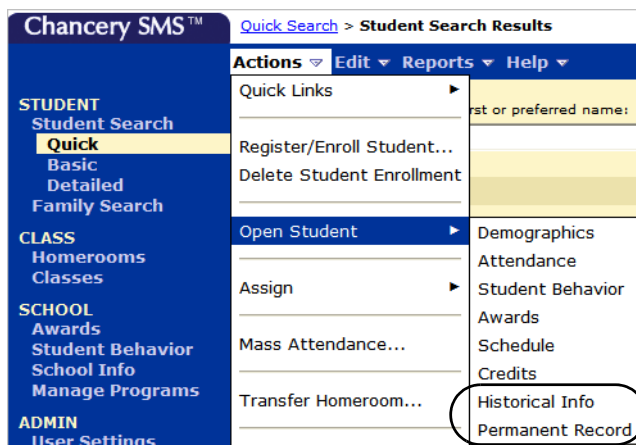 Chancery SMS™
Quick Search > Student Search Results
Actions Edit Reports Help
STUDENT
Student Search
Quick
Basic
Detailed
Family Search
CLASS
Homerooms
Classes
SCHOOL
Awards
Student Behavior
School Info
Manage Programs
ADMIN
User Settings
Quick Links
Register/Enroll Student...
Delete Student Enrollment
Open Student
Assign
Mass Attendance...
Transfer Homeroom...
rst or preferred name:
Demographics
Attendance
Student Behavior
Awards
Schedule
Credits
Historical Info
Permanent Record